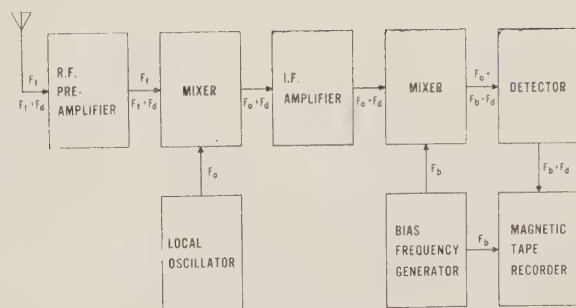 R.F.
PRE-
AMPLIFIER
MIXER
I.F.
AMPLIFIER
MIXER
DETECTOR
Ft
Ft+Fd
Ft
Ft+Fd
Fo+Fd
Fo+Fd
Fo+
Fb+Fd
Fo
Fb
Fb+Fd
LOCAL
OSCILLATOR
BIAS
FREQUENCY
GENERATOR
Fb
MAGNETIC
TAPE
RECORDER